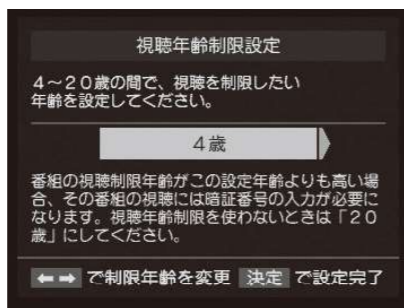 視聴年齢制限設定
4～20歳の間で、視聴を制限したい
年齢を設定してください。
4歳
番組の視聴制限年齢がこの設定年齢よりも高い場
合、その番組の視聴には暗証番号の入力が必要に
なります。視聴年齢制限を使わないときは「20
歳」にしてください。
⬅➡ で制限年齢を変更 決定 で設定完了